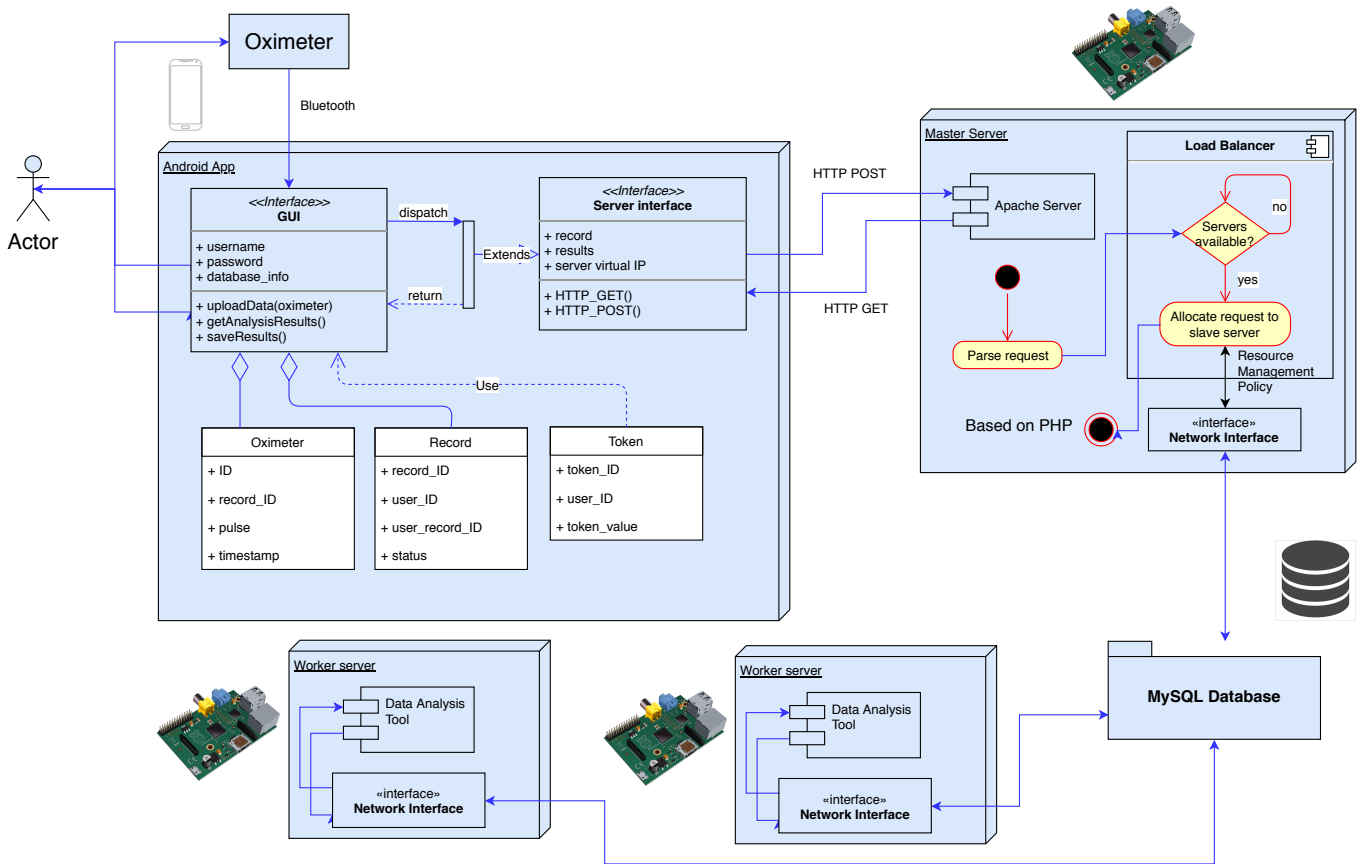 Oximeter
Bluetooth
Actor
Android App
<<Interface>>
GUI
+ username
+ password
+ database_info
+ uploadData(oximeter)
+ getAnalysisResults()
+ saveResults()
dispatch
Extends
return
<<Interface>>
Server interface
+ record
+ results
+ server virtual IP
+ HTTP_GET()
+ HTTP_POST()
Use
Oximeter
+ ID
+ record_ID
+ pulse
+ timestamp
Record
+ record_ID
+ user_ID
+ user_record_ID
+ status
Token
+ token_ID
+ user_ID
+ token_value
HTTP POST
HTTP GET
Master Server
Apache Server
Parse request
Based on PHP
Load Balancer
Servers
available?
no
yes
Allocate request to
slave server
Resource
Management
Policy
«interface»
Network Interface
Worker server
Data Analysis
Tool
«interface»
Network Interface
Worker server
Data Analysis
Tool
«interface»
Network Interface
MySQL Database